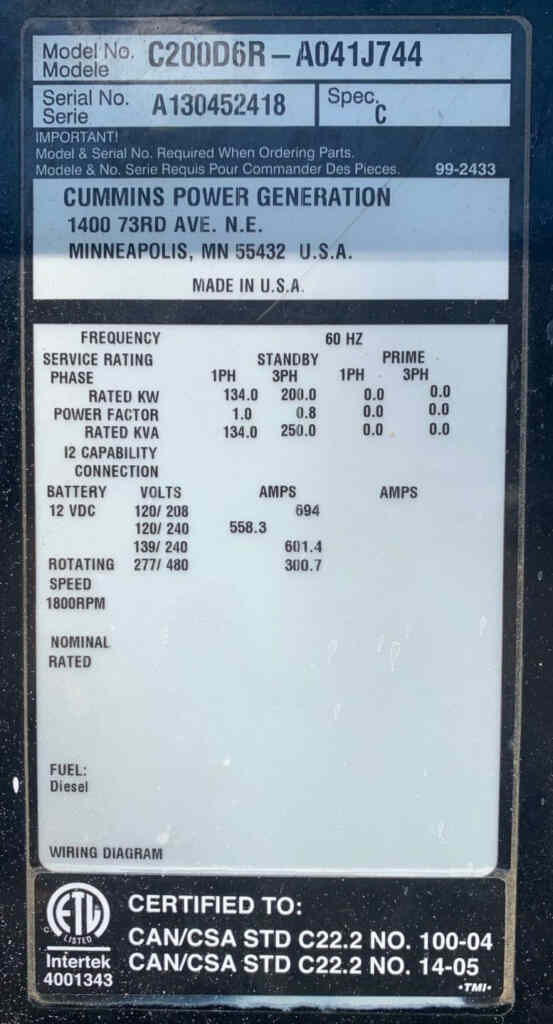 Model No. C200D6R-A041J744
Modele
Serial No. A130452418 Spec. C
Serie
IMPORTANT!
Model & Serial No. Required When Ordering Parts.
Modele & No. Serie Requis Pour Commander Des Pieces. 99-2433
CUMMINS POWER GENERATION
1400 73RD AVE. N.E.
MINNEAPOLIS, MN 55432 U.S.A.
MADE IN U.S.A.
FREQUENCY 60 HZ
SERVICE RATING STANDBY PRIME
PHASE 1PH 3PH 1PH 3PH
RATED KW 134.0 200.0 0.0 0.0
POWER FACTOR 1.0 0.8 0.0 0.0
RATED KVA 134.0 250.0 0.0 0.0
I2 CAPABILITY
CONNECTION
BATTERY VOLTS AMPS AMPS
12 VDC 120/ 208 694
120/ 240 558.3
139/ 240 601.4
ROTATING 277/ 480 300.7
SPEED
1800RPM
NOMINAL
RATED
FUEL:
Diesel
WIRING DIAGRAM
ETL
C LISTED
Intertek
4001343
CERTIFIED TO:
CAN/CSA STD C22.2 NO. 100-04
CAN/CSA STD C22.2 NO. 14-05
•TMI•